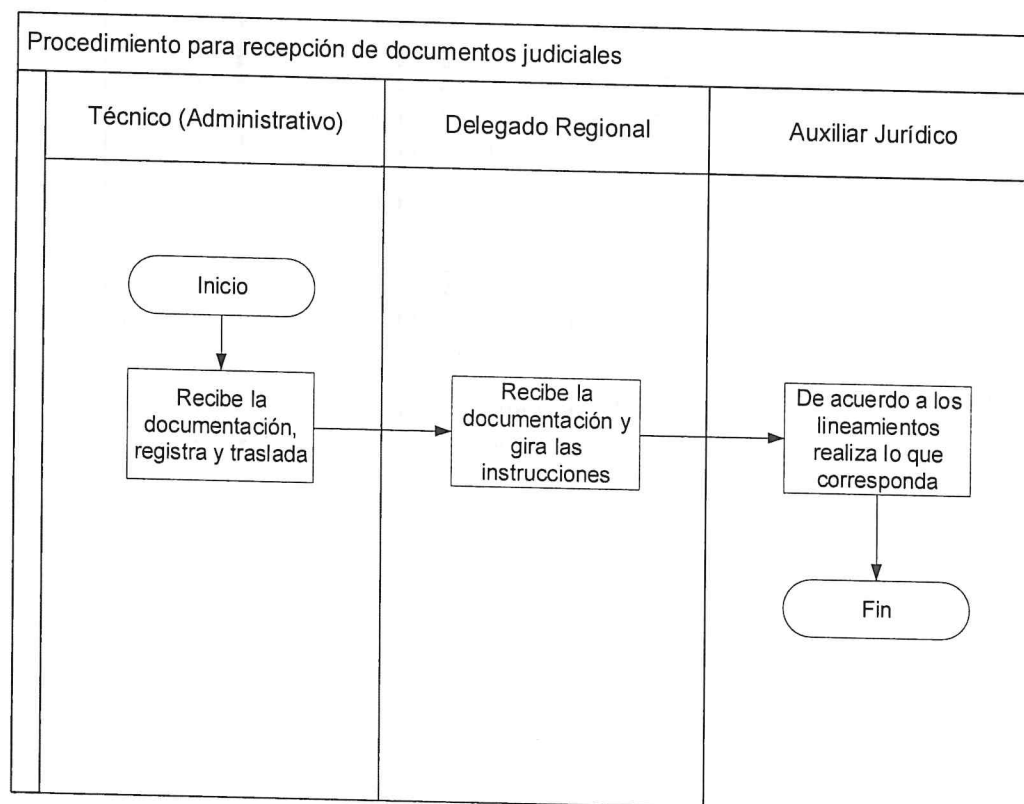 Procedimiento para recepción de documentos judiciales
Técnico (Administrativo)
Delegado Regional
Auxiliar Jurídico
Inicio
Recibe la
documentación,
registra y traslada
Recibe la
documentación y
gira las
instrucciones
De acuerdo a los
lineamientos
realiza lo que
corresponda
Fin